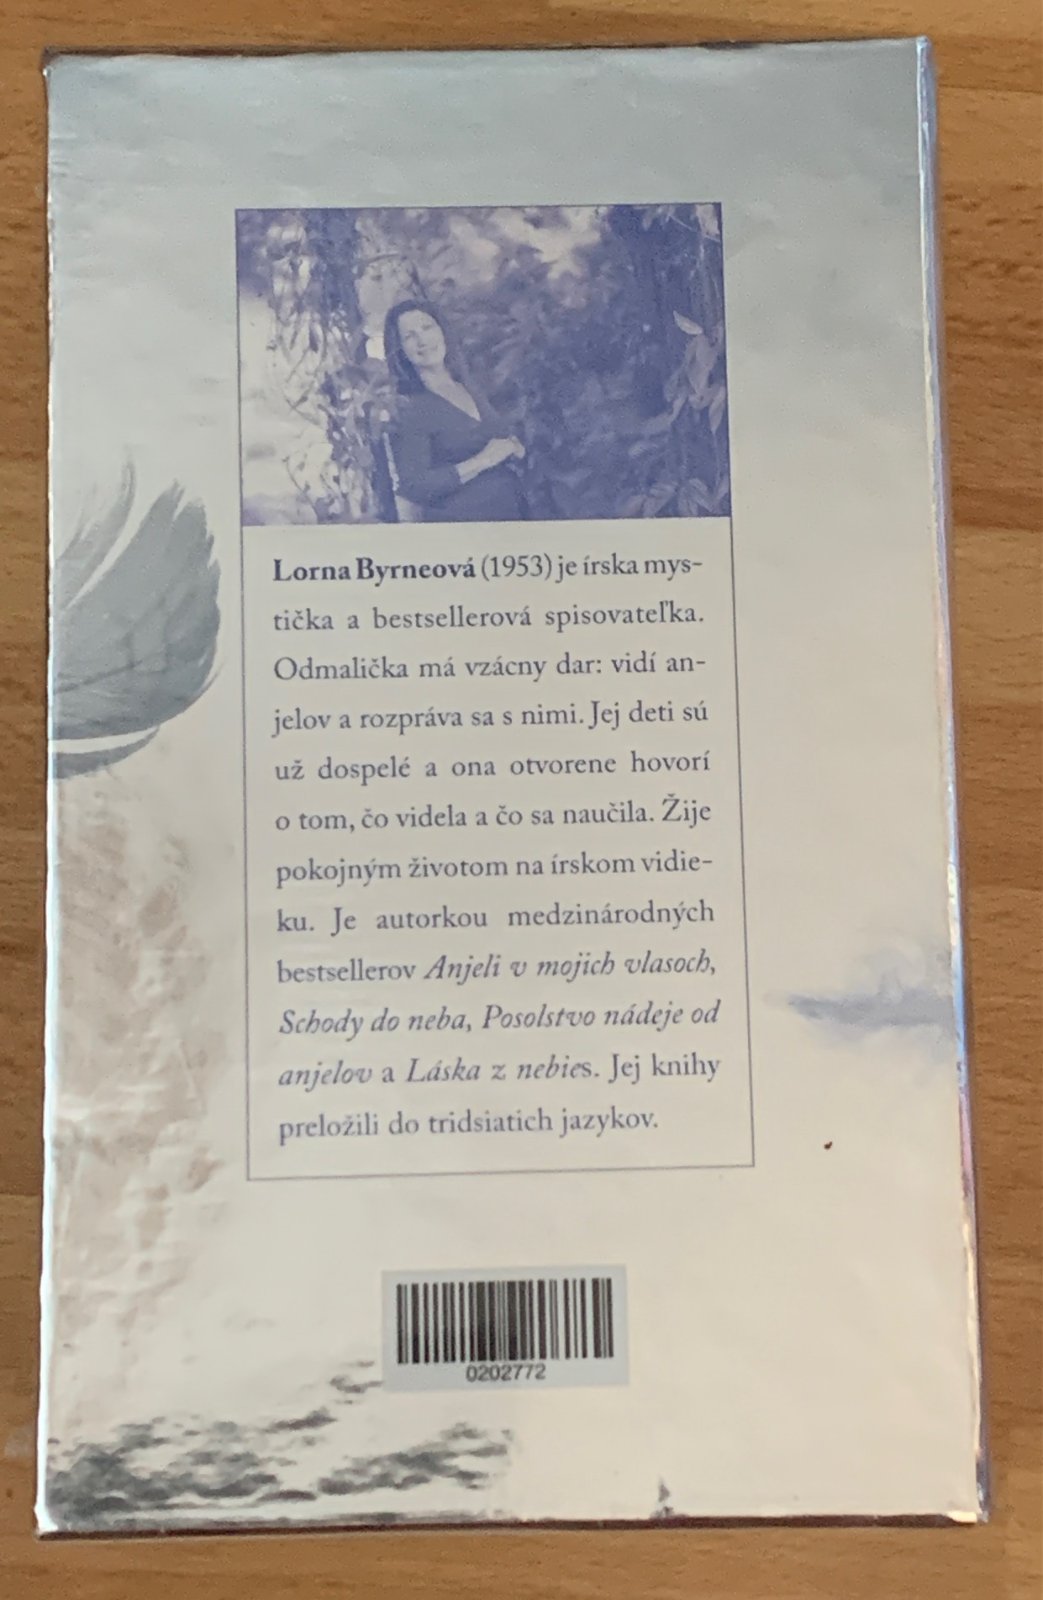 Lorna Byrneová (1953) je írska mys-
tička a bestsellerová spisovateľka.
Odmalička má vzácny dar: vidí an-
jelov a rozpráva sa s nimi. Jej deti sú
už dospelé a ona otvorene hovorí
o tom, čo videla a čo sa naučila. Žije
pokojným životom na írskom vidie-
ku. Je autorkou medzinárodných
bestsellerov Anjeli v mojich vlasoch,
Schody do neba, Posolstvo nádeje od
anjelov a Láska z nebies. Jej knihy
preložili do tridsiatich jazykov.
0202772